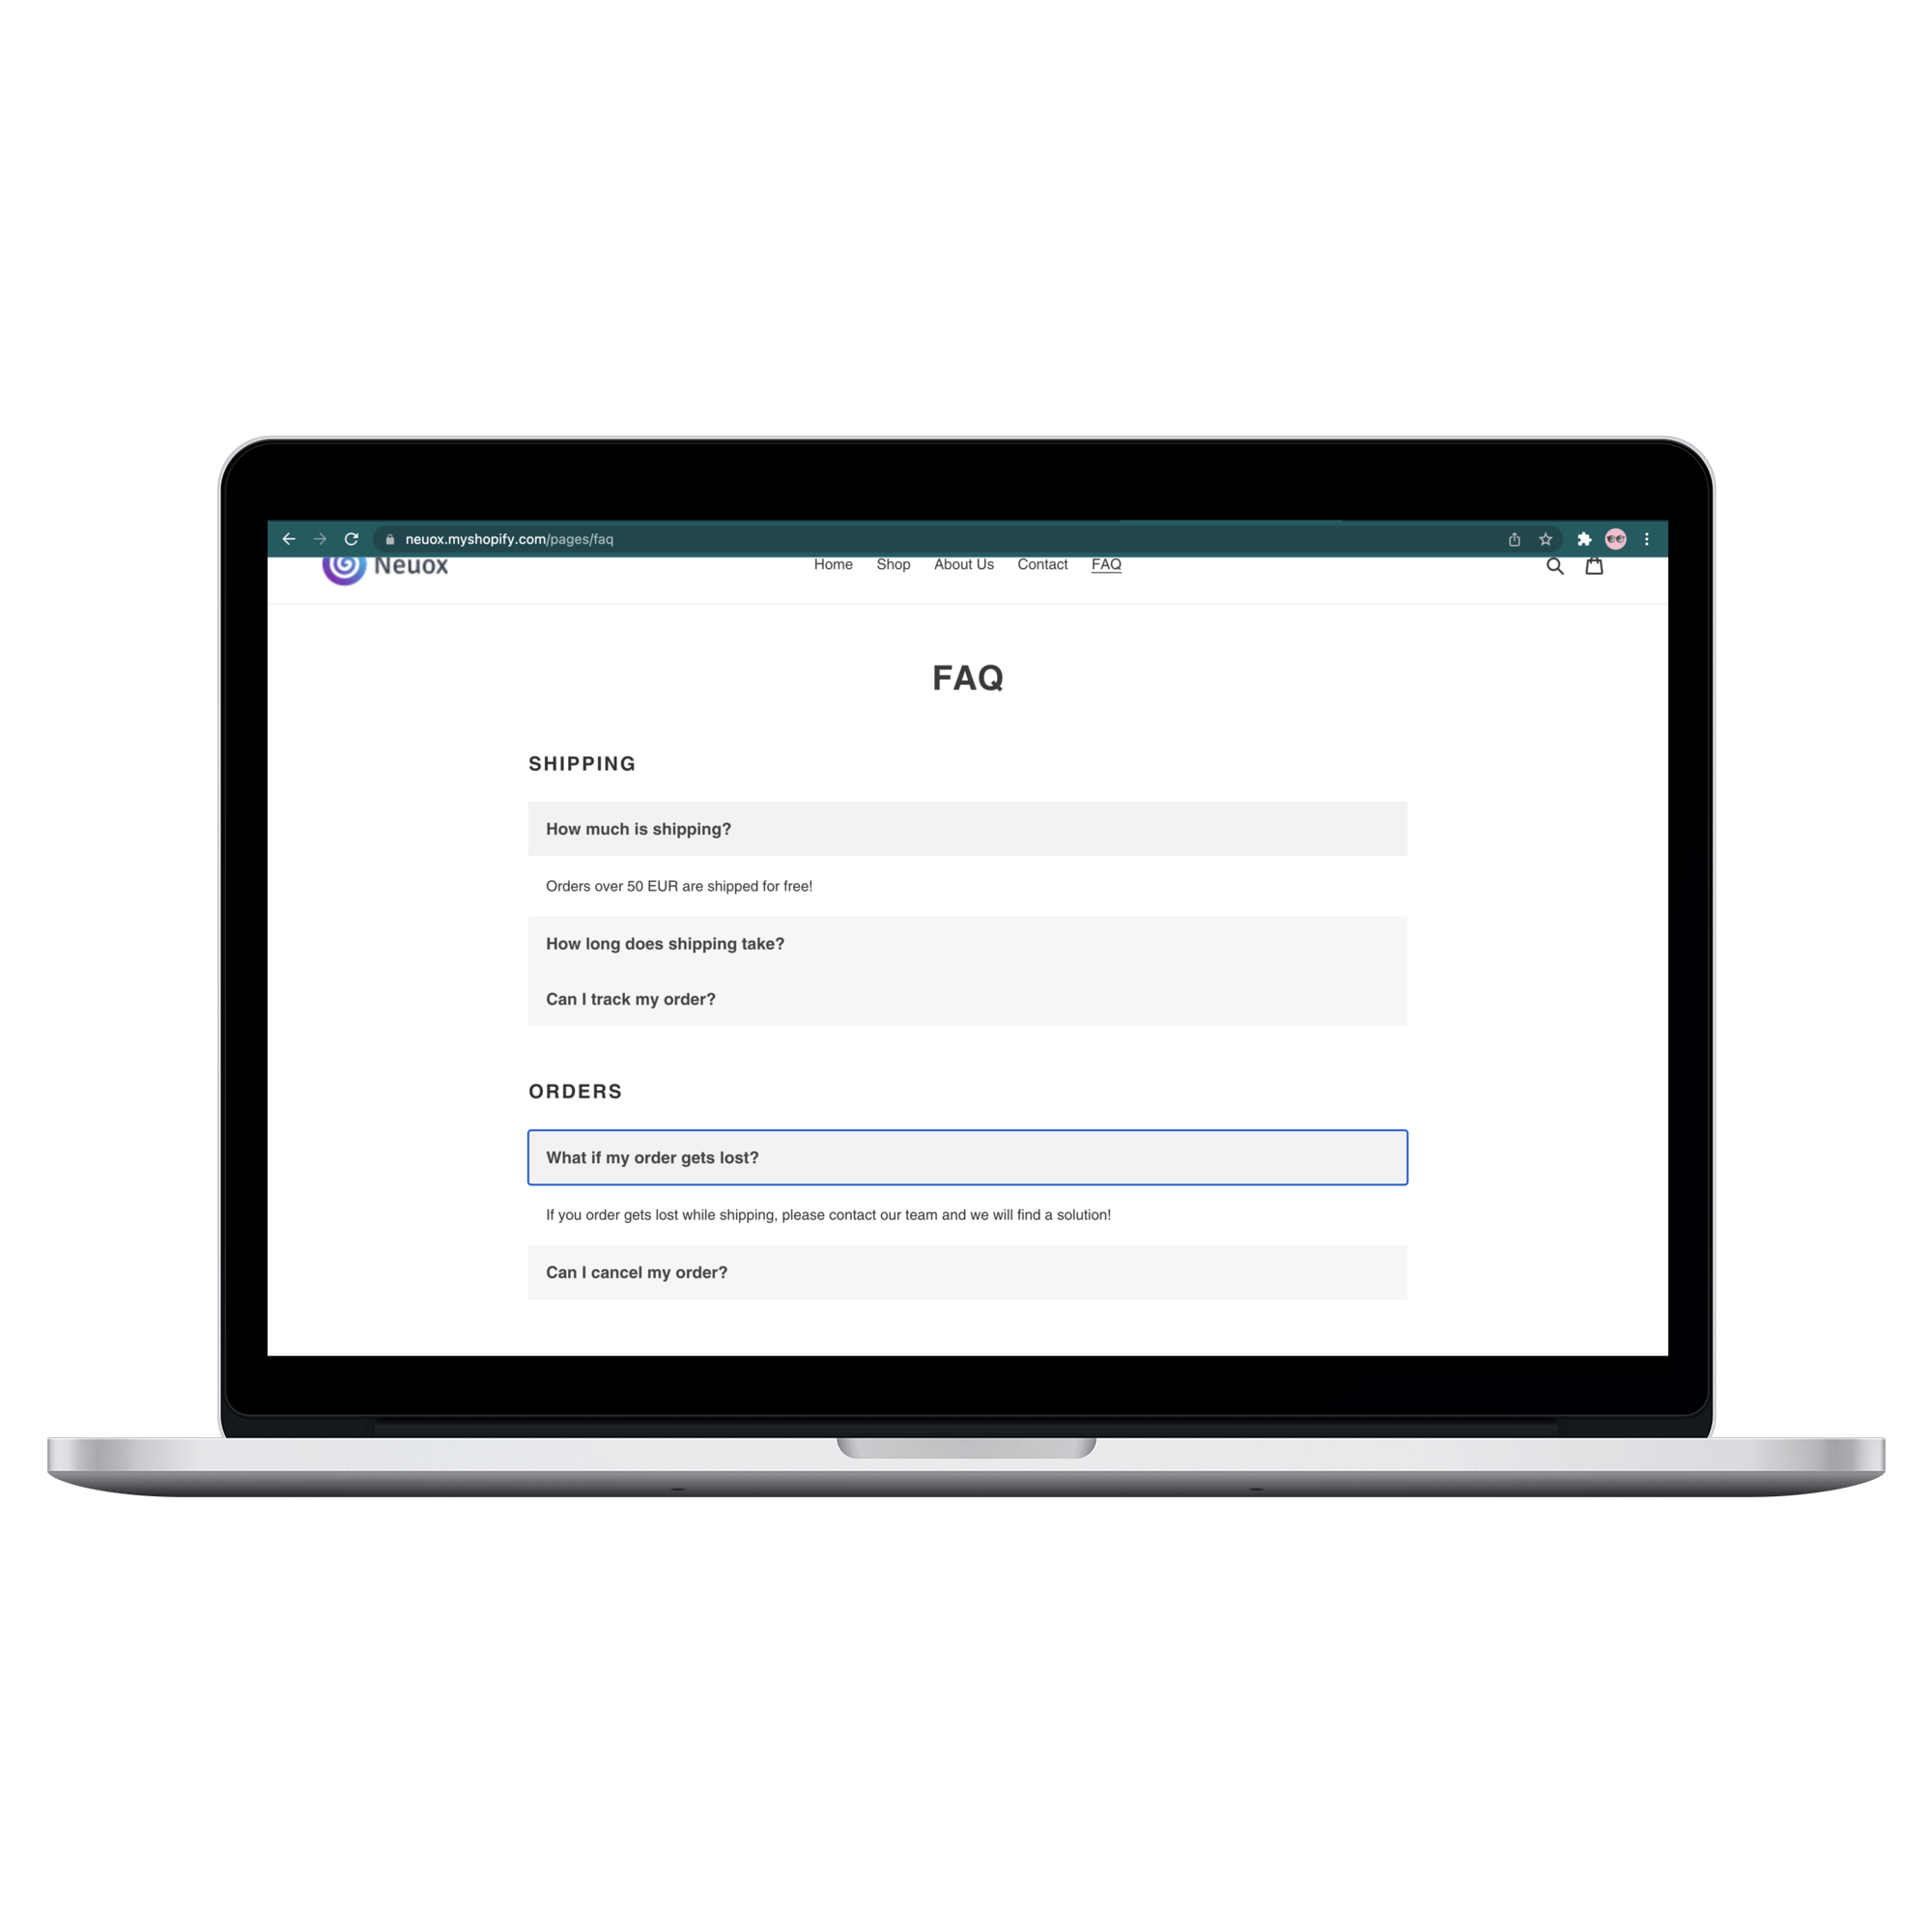 neuox.myshopify.com/pages/faq
Neuox
Home Shop About Us Contact FAQ
FAQ
SHIPPING
How much is shipping?
Orders over 50 EUR are shipped for free!
How long does shipping take?
Can I track my order?
ORDERS
What if my order gets lost?
If you order gets lost while shipping, please contact our team and we will find a solution!
Can I cancel my order?